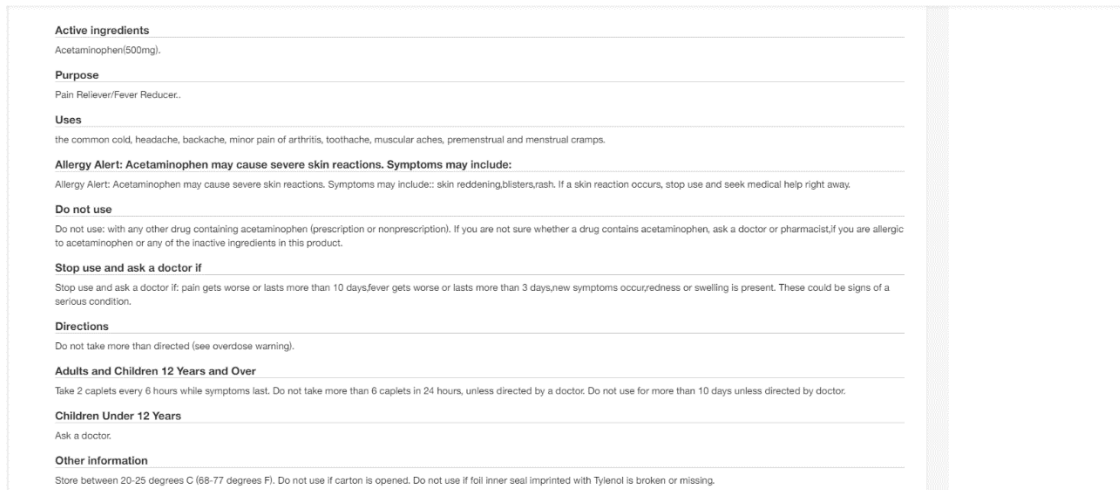 Active ingredients
Acetaminophen(500mg).
Purpose
Pain Reliever/Fever Reducer..
Uses
the common cold, headache, backache, minor pain of arthritis, toothache, muscular aches, premenstrual and menstrual cramps.
Allergy Alert: Acetaminophen may cause severe skin reactions. Symptoms may include:
Allergy Alert: Acetaminophen may cause severe skin reactions. Symptoms may include:: skin reddening,blisters,rash. If a skin reaction occurs, stop use and seek medical help right away.
Do not use
Do not use: with any other drug containing acetaminophen (prescription or nonprescription). If you are not sure whether a drug contains acetaminophen, ask a doctor or pharmacist,if you are allergic
to acetaminophen or any of the inactive ingredients in this product.
Stop use and ask a doctor if
Stop use and ask a doctor if: pain gets worse or lasts more than 10 days,fever gets worse or lasts more than 3 days,new symptoms occur,redness or swelling is present. These could be signs of a
serious condition.
Directions
Do not take more than directed (see overdose warning).
Adults and Children 12 Years and Over
Take 2 caplets every 6 hours while symptoms last. Do not take more than 6 caplets in 24 hours, unless directed by a doctor. Do not use for more than 10 days unless directed by doctor.
Children Under 12 Years
Ask a doctor.
Other information
Store between 20-25 degrees C (68-77 degrees F). Do not use if carton is opened. Do not use if foil inner seal imprinted with Tylenol is broken or missing.